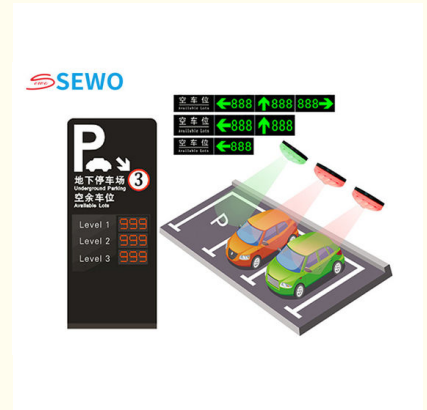 SEWO
空车位 ←888 ↑888 888→
Available Lots
空车位 ←888 ↑888
Available Lots
空车位 ←888
Available Lots
P
地下停车场 3
Underground Parking
空余车位
Available Lots
Level 1 999
Level 2 999
Level 3 999
P